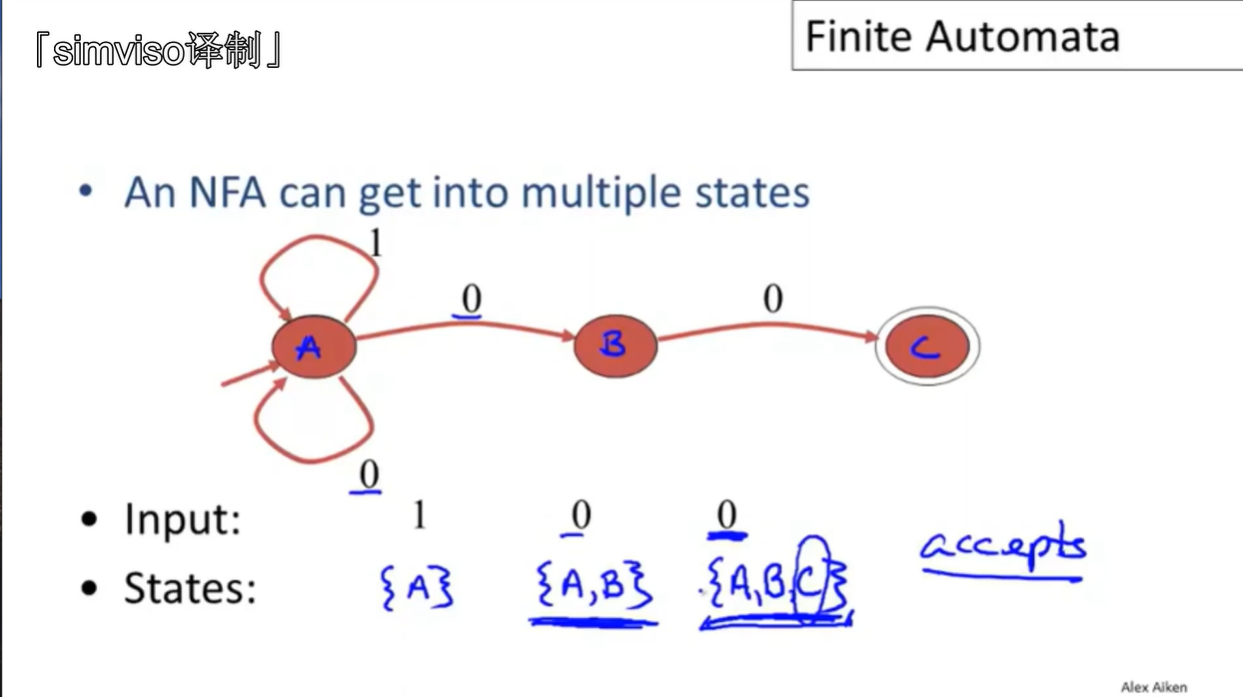 「simviso译制」
Finite Automata
• An NFA can get into multiple states
1
0
0
A
B
C
0
• Input: 1 0 0
accepts
• States: {A} {A,B} {A,B,C}
Alex Aiken